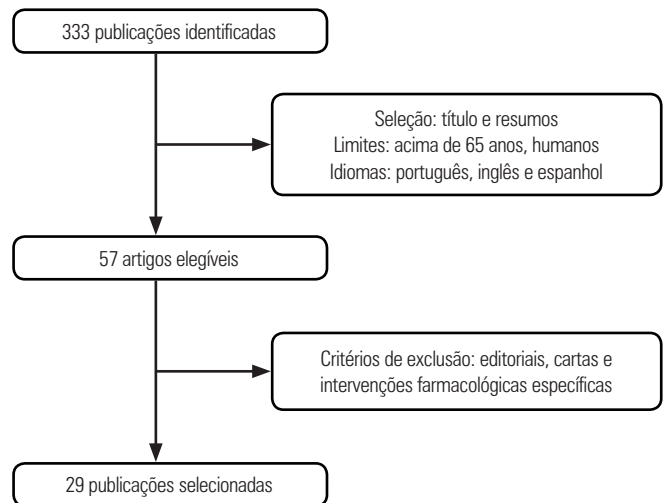 333 publicações identificadas
Seleção: título e resumos
Limites: acima de 65 anos, humanos
Idiomas: português, inglês e espanhol
57 artigos elegíveis
Critérios de exclusão: editoriais, cartas e
intervenções farmacológicas específicas
29 publicações selecionadas